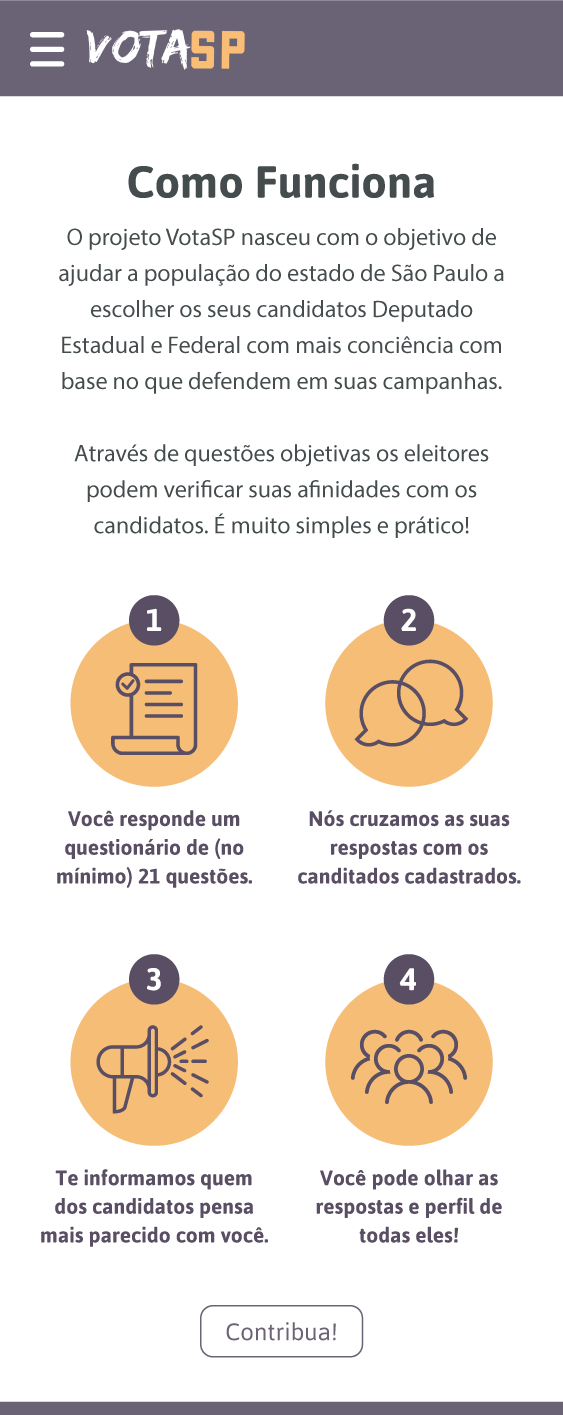 VOTASP
Como Funciona
O projeto VotaSP nasceu com o objetivo de
ajudar a população do estado de São Paulo a
escolher os seus candidatos Deputado
Estadual e Federal com mais conciência com
base no que defendem em suas campanhas.
Através de questões objetivas os eleitores
podem verificar suas afinidades com os
candidatos. É muito simples e prático!
1
Você responde um
questionário de (no
mínimo) 21 questões.
2
Nós cruzamos as suas
respostas com os
canditados cadastrados.
3
Te informamos quem
dos candidatos pensa
mais parecido com você.
4
Você pode olhar as
respostas e perfil de
todas eles!
Contribua!